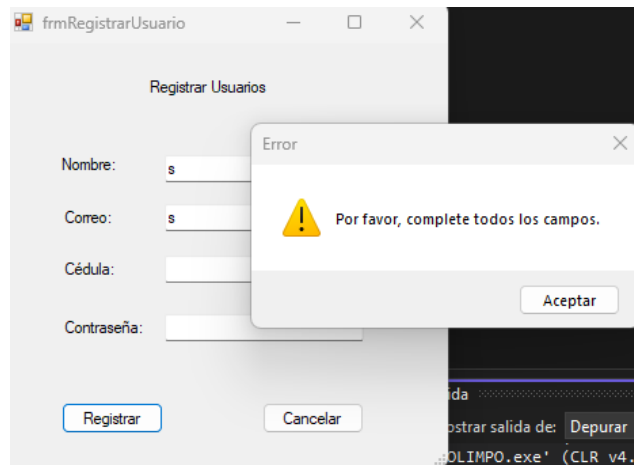 frmRegistrarUsuario
Registrar Usuarios
Error
Nombre:
s
Por favor, complete todos los campos.
Correo:
s
Cédula:
Aceptar
Contraseña:
Registrar
Cancelar
ida
ostrar salida de: Depurar
OLIMPO.exe' (CLR v4.